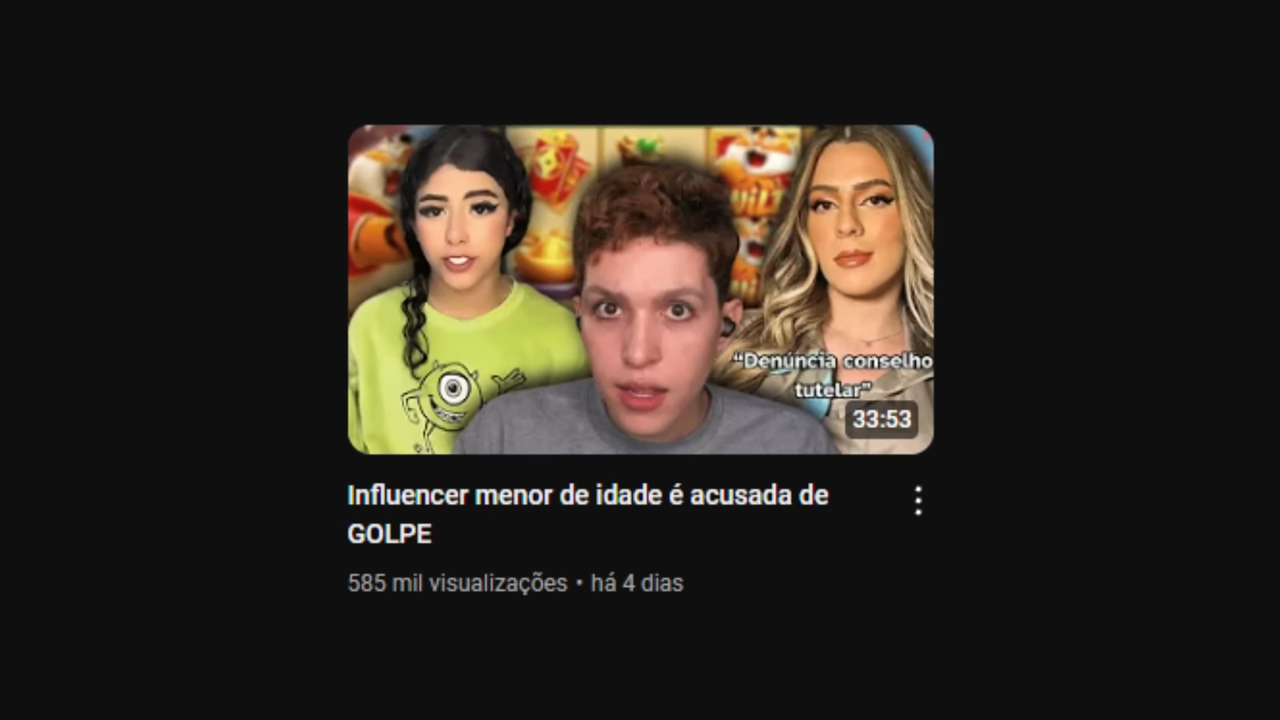 “Denúncia conselho
tutelar”
33:53
Influencer menor de idade é acusada de
GOLPE
585 mil visualizações • há 4 dias